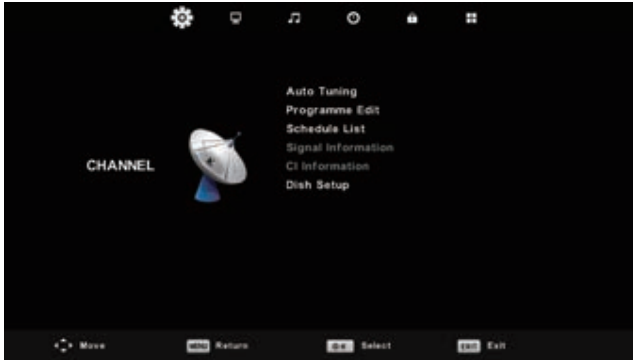 Auto Tuning
Programme Edit
Schedule List
Signal Information
CHANNEL
CI Information
Dish Setup
Move
MENU Return
OK Select
EXIT Exit